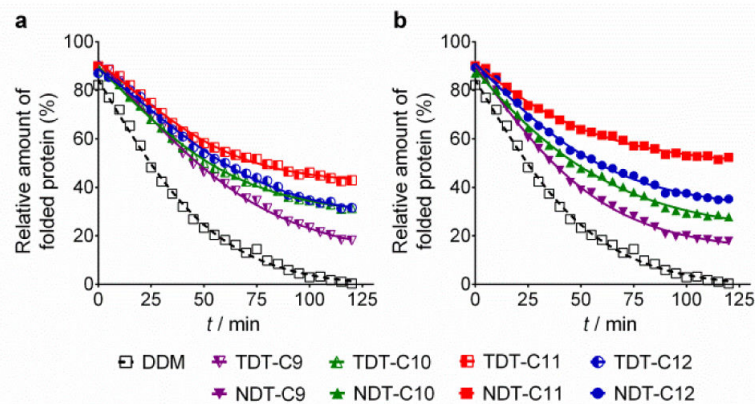 a
b
Relative amount of
folded protein (%)
100
80
60
40
20
0
0 25 50 75 100 125
t / min
Relative amount of
folded protein (%)
100
80
60
40
20
0
0 25 50 75 100 125
t / min
DDM TDT-C9 TDT-C10 TDT-C11 TDT-C12
NDT-C9 NDT-C10 NDT-C11 NDT-C12